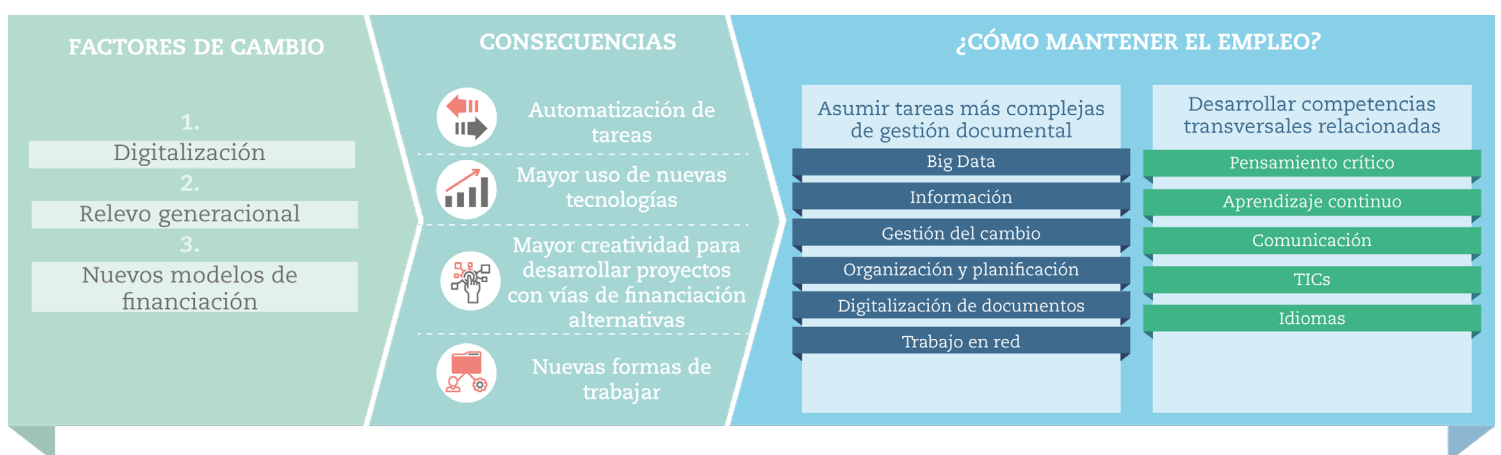 FACTORES DE CAMBIO
1.
Digitalización
2.
Relevo generacional
3.
Nuevos modelos de
financiación
CONSECUENCIAS
Automatización de
tareas
Mayor uso de nuevas
tecnologías
Mayor creatividad para
desarrollar proyectos
con vías de financiación
alternativas
Nuevas formas de
trabajar
¿CÓMO MANTENER EL EMPLEO?
Asumir tareas más complejas
de gestión documental
Big Data
Información
Gestión del cambio
Organización y planificación
Digitalización de documentos
Trabajo en red
Desarrollar competencias
transversales relacionadas
Pensamiento crítico
Aprendizaje continuo
Comunicación
TICs
Idiomas